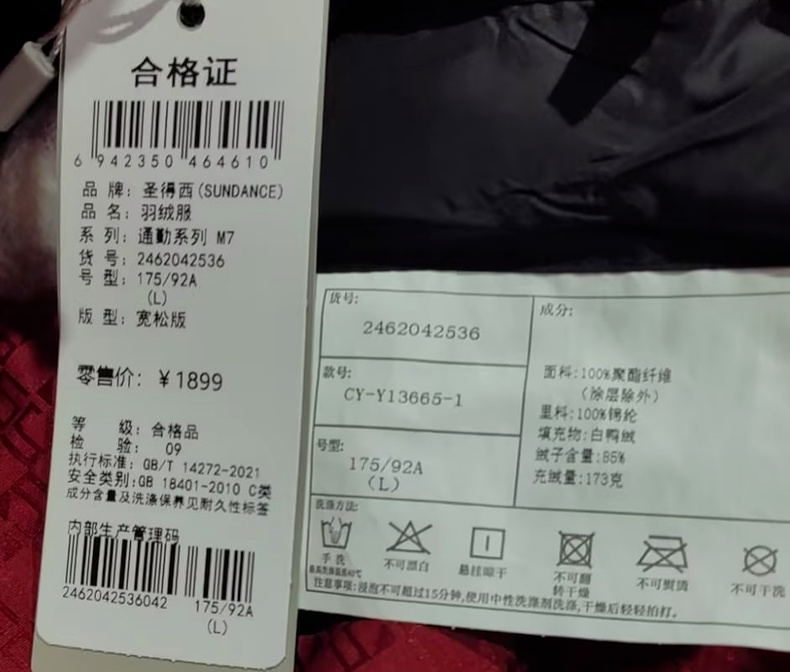 合格证
6 942350 464610
品 牌: 圣得西(SUNDANCE)
品 名: 羽绒服
系 列: 通勤系列 M7
货 号: 2462042536
号 型: 175/92A
(L)
版 型: 宽松版
零售价: ￥1899
等 级: 合格品
检 验: 09
执行标准: GB/T 14272-2021
安全类别:GB 18401-2010 C类
成分含量及洗涤保养见耐久性标签
内部生产管理码
2462042536042 175/92A
(L)
货号:
2462042536
款号:
CY-Y13665-1
号型:
175/92A
(L)
成分:
面料:100%聚酯纤维
(涂层除外)
里料:100%锦纶
填充物:白鸭绒
绒子含量:85%
充绒量:173克
洗涤方法:
手洗
最高洗涤温度40℃
不可漂白
悬挂晾干
不可翻
转干燥
不可熨烫
不可干洗
注意事项:浸泡不可超过15分钟,使用中性洗涤剂洗涤,干燥后轻轻拍打。